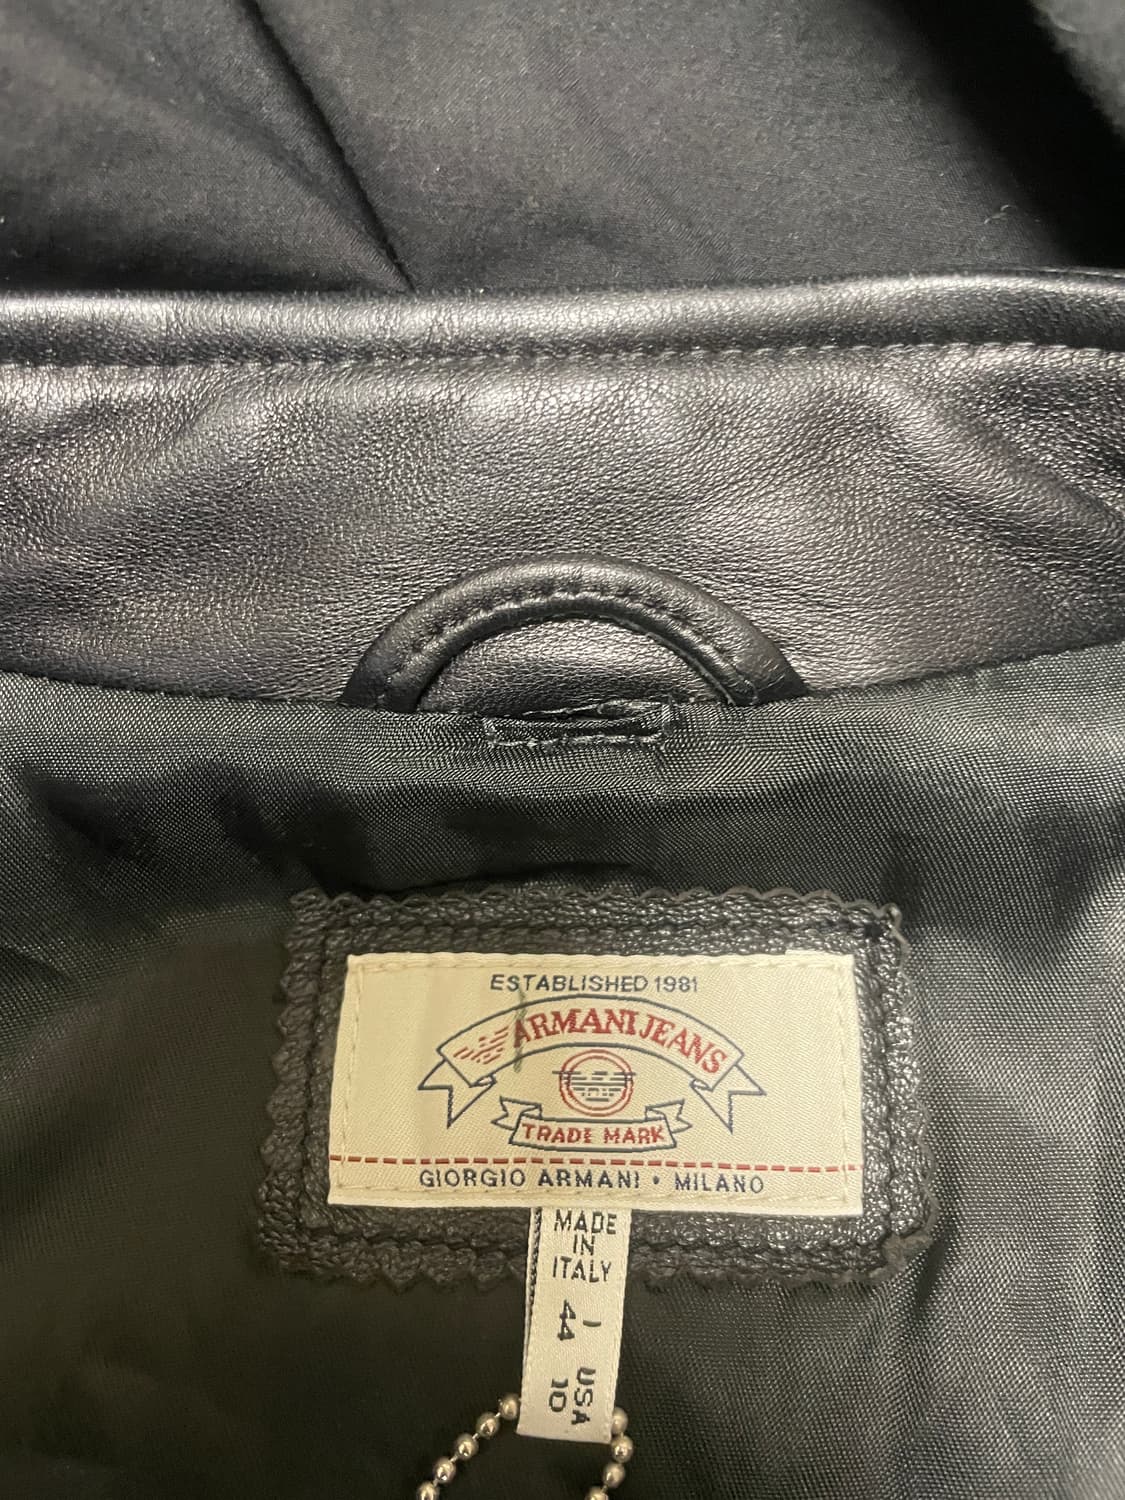 ESTABLISHED 1981
ARMANI JEANS
TRADE MARK
GIORGIO ARMANI • MILANO
MADE
IN
ITALY
I
44
USA
10